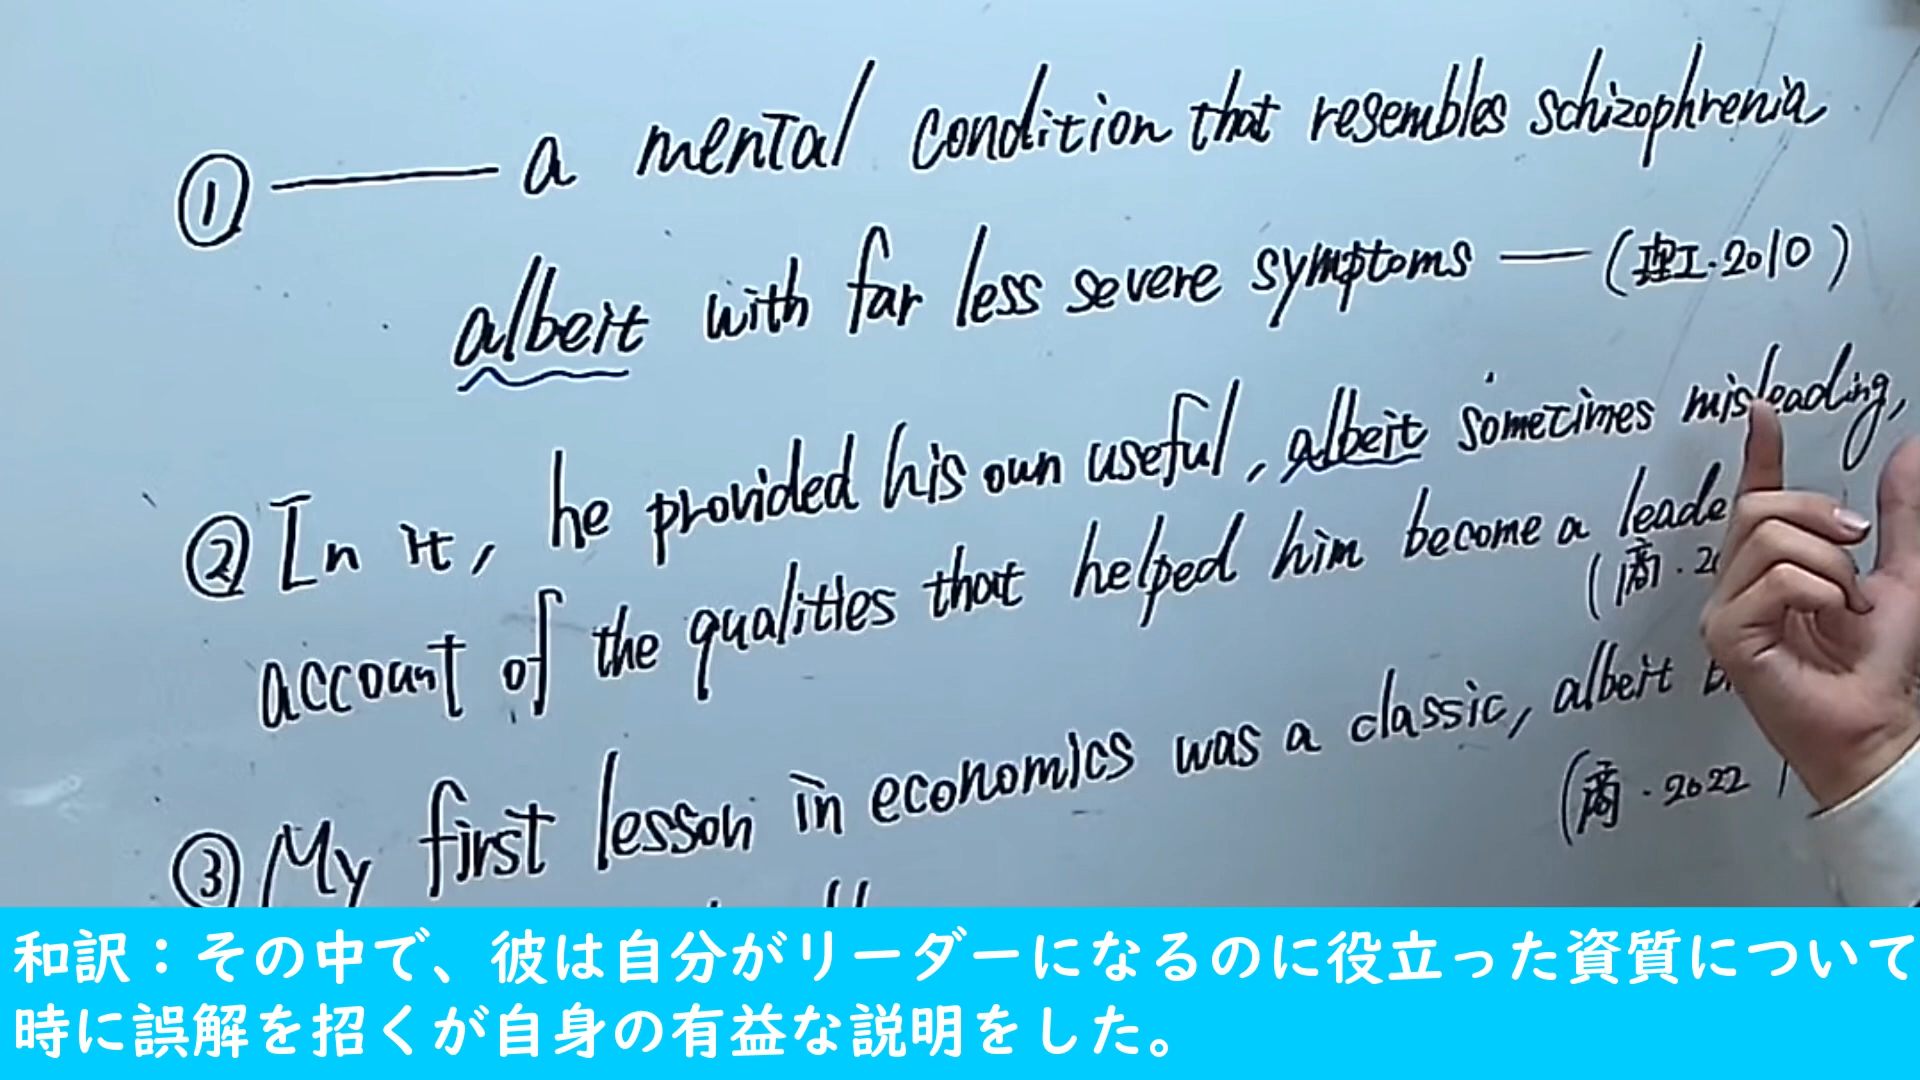 ① —— a mental condition that resembles schizophrenia
albeit with far less severe symptoms — (理工・2010)
② In it, he provided his own useful, albeit sometimes misleading,
account of the qualities that helped him become a leade
(商・20
③ My first lesson in economics was a classic, albeit
(商・2022)
和訳：その中で、彼は自分がリーダーになるのに役立った資質について
時に誤解を招くが自身の有益な説明をした。